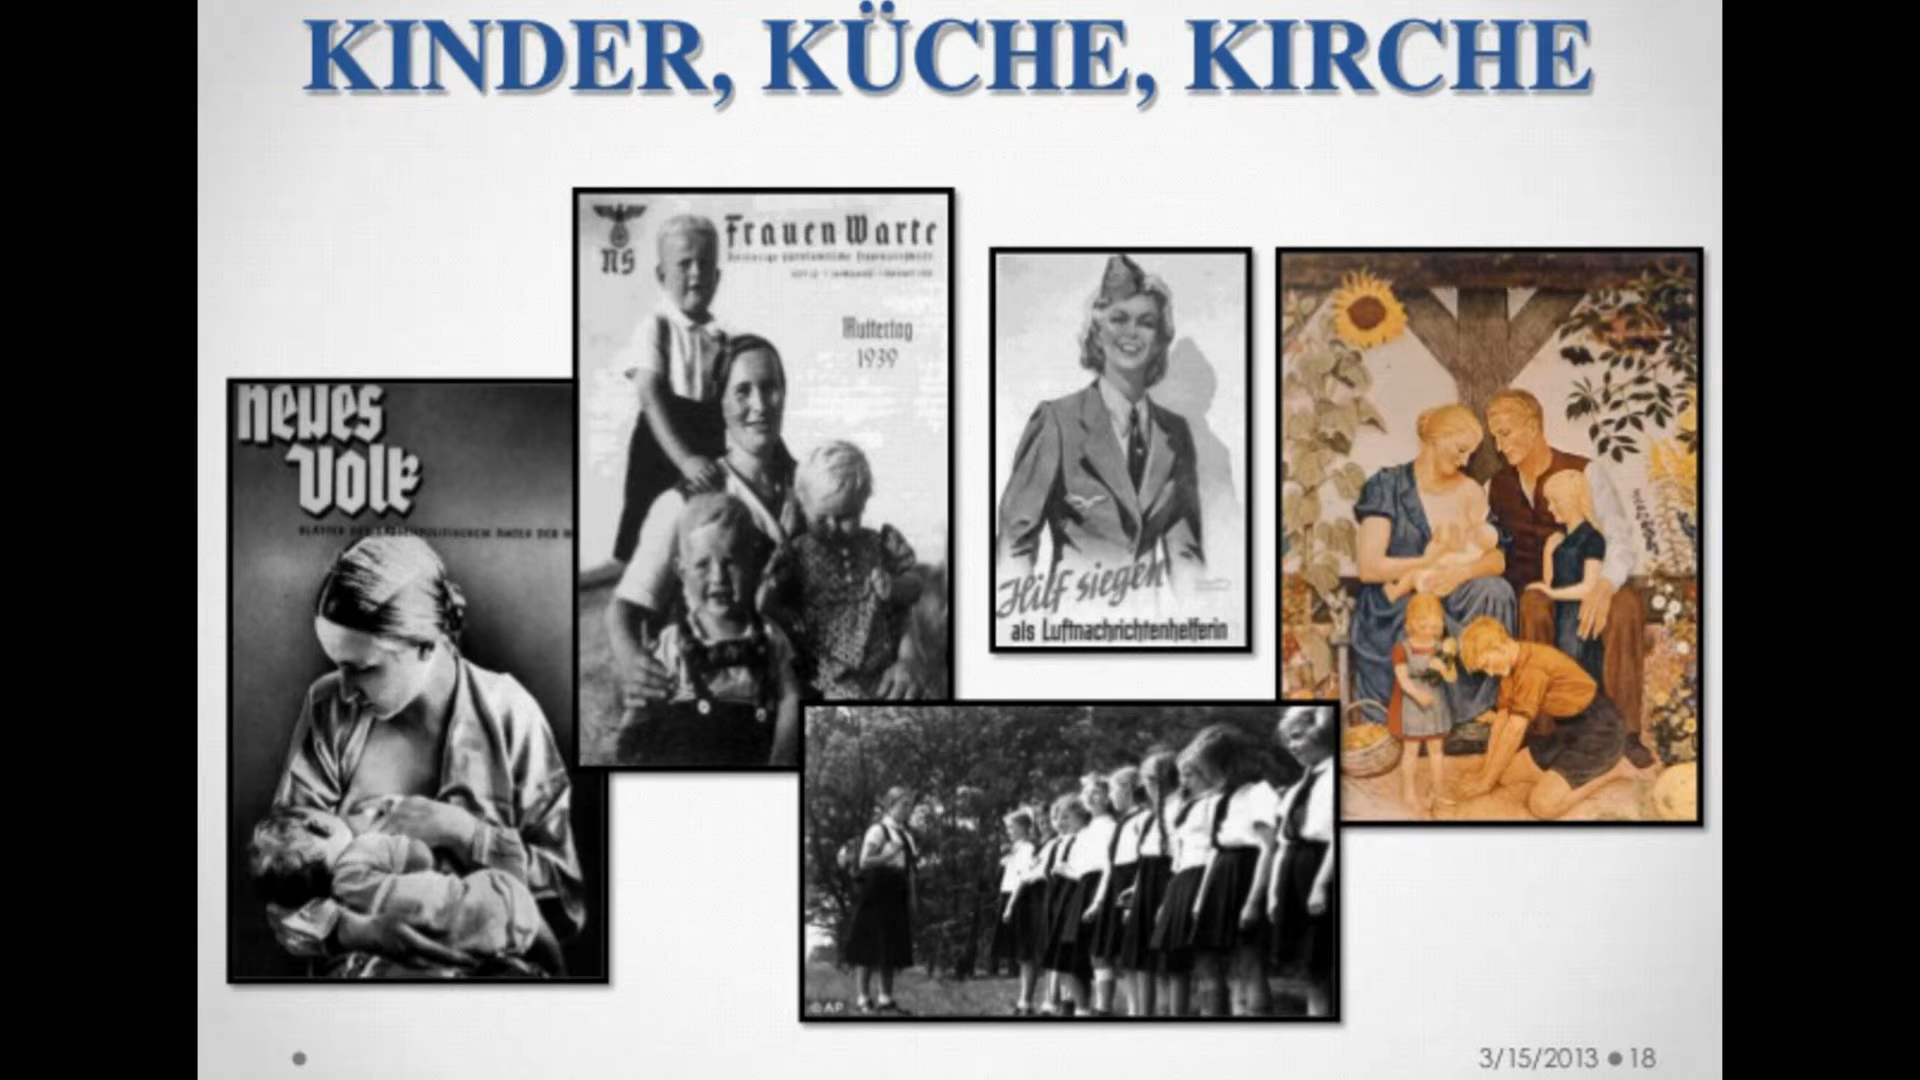 KINDER, KÜCHE, KIRCHE
neues
Volk
NS
Frauen Warte
Muttertag
1939
Hilf siegen
als Luftnachrichtenhelferin
© AP
3/15/2013
18